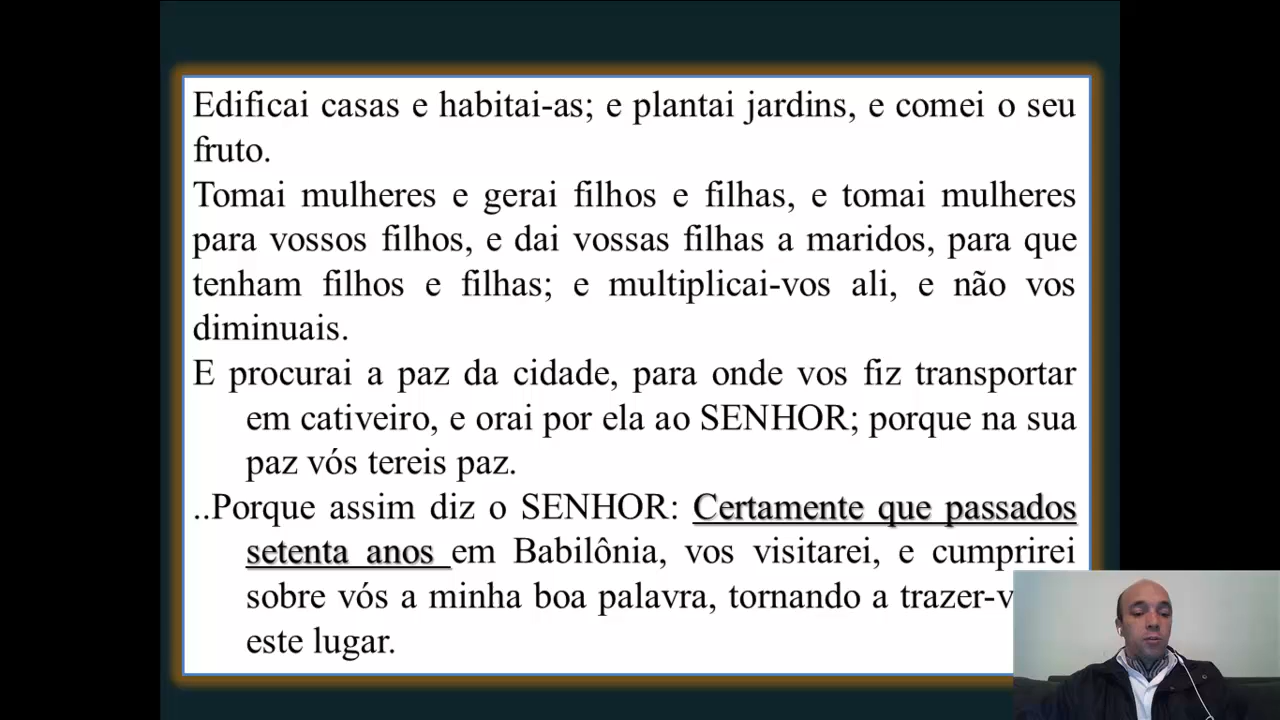 Edificai casas e habitai-as; e plantai jardins, e comei o seu
fruto.
Tomai mulheres e gerai filhos e filhas, e tomai mulheres
para vossos filhos, e dai vossas filhas a maridos, para que
tenham filhos e filhas; e multiplicai-vos ali, e não vos
diminuais.
E procurai a paz da cidade, para onde vos fiz transportar
em cativeiro, e orai por ela ao SENHOR; porque na sua
paz vós tereis paz.
..Porque assim diz o SENHOR: Certamente que passados
setenta anos em Babilônia, vos visitarei, e cumprirei
sobre vós a minha boa palavra, tornando a
este lugar.